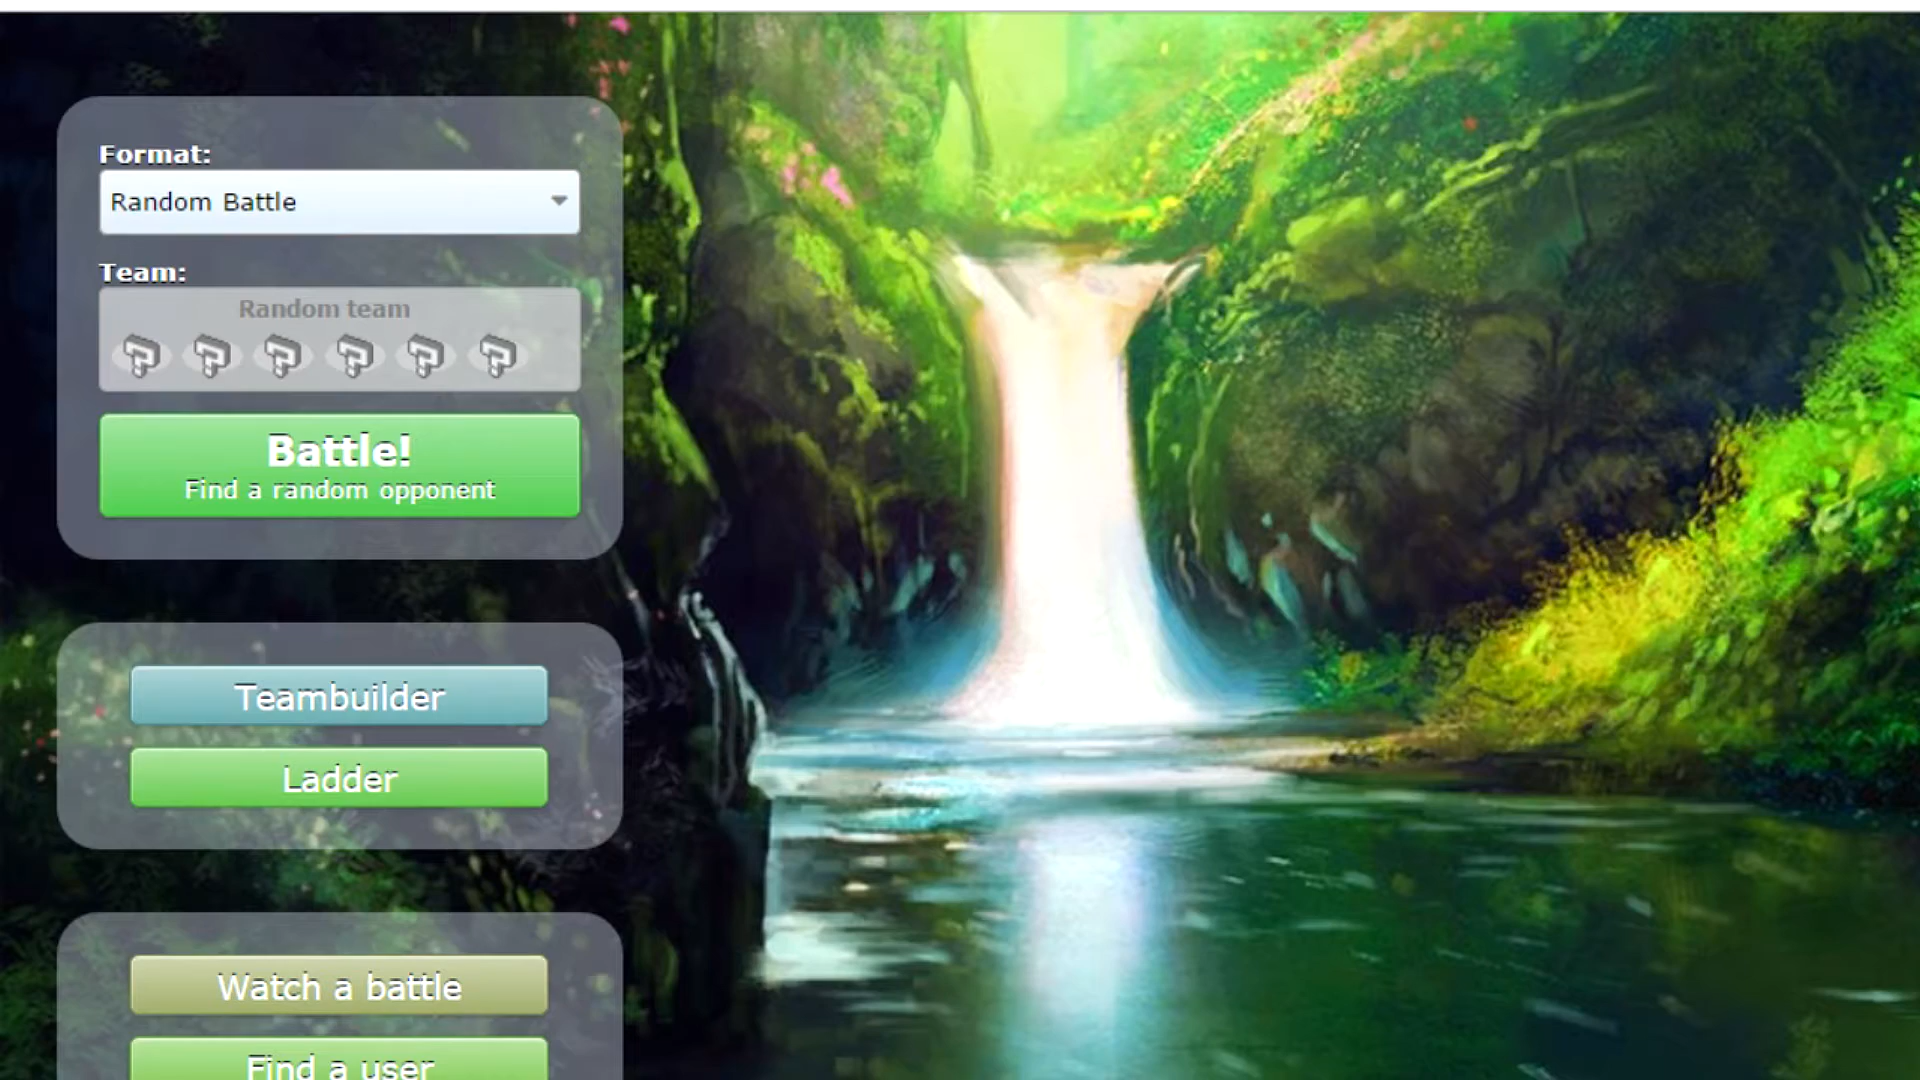 Format:
Random Battle
Team:
Random team
Battle!
Find a random opponent
Teambuilder
Ladder
Watch a battle
Find a user